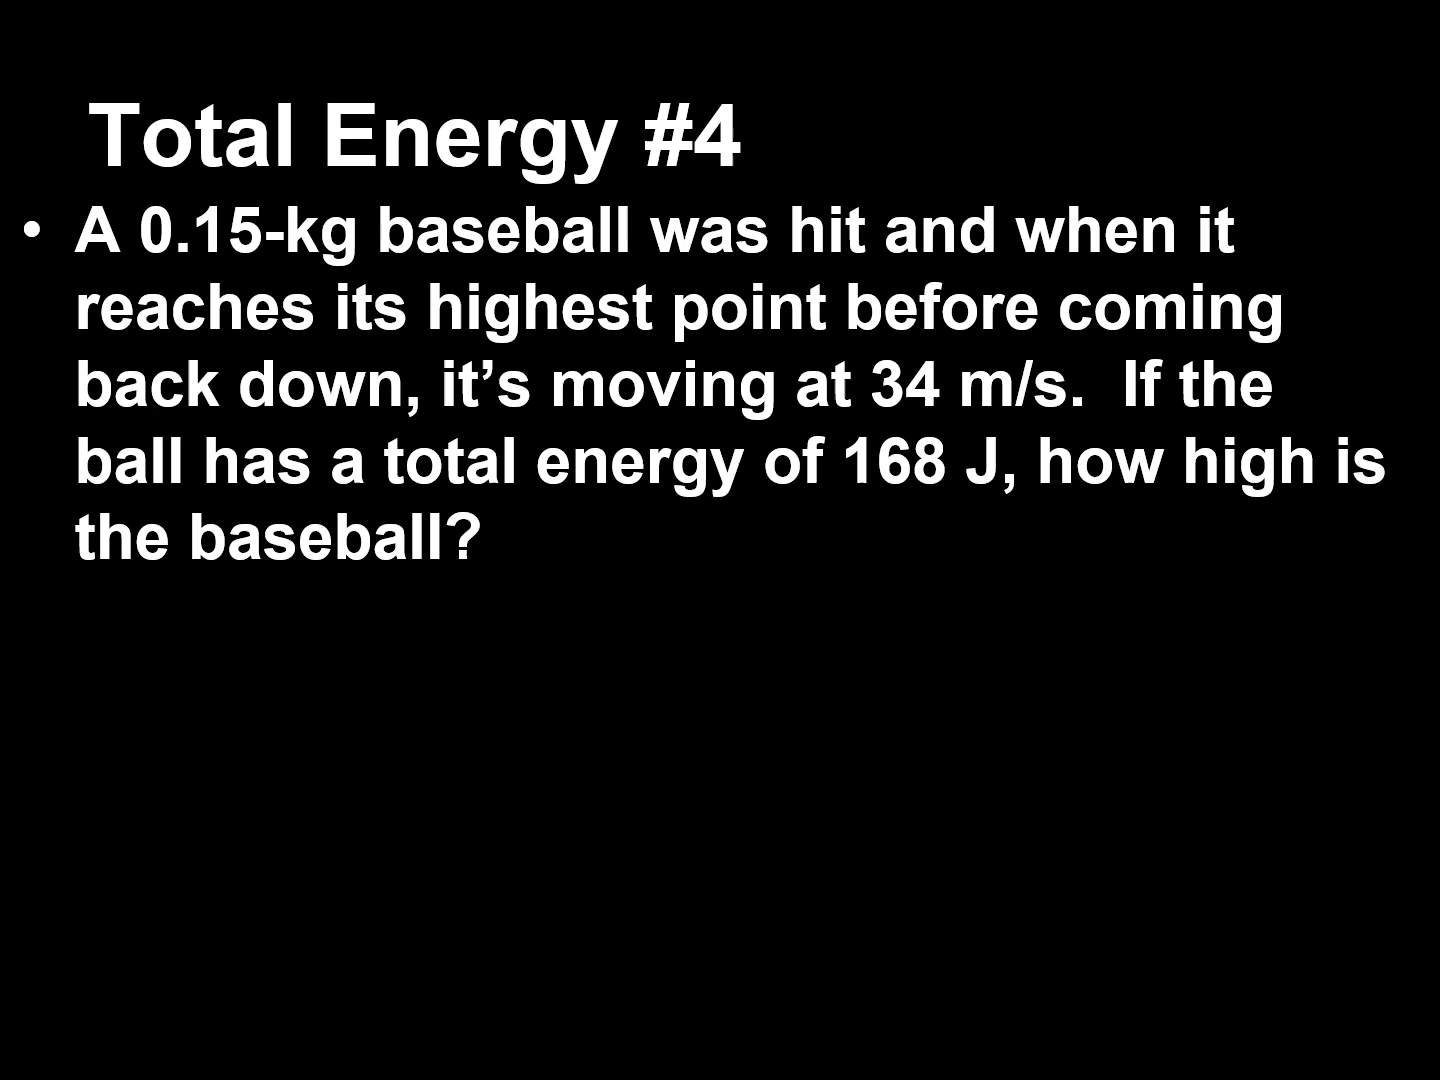 Total Energy #4
• A 0.15-kg baseball was hit and when it
reaches its highest point before coming
back down, it’s moving at 34 m/s.  If the
ball has a total energy of 168 J, how high is
the baseball?